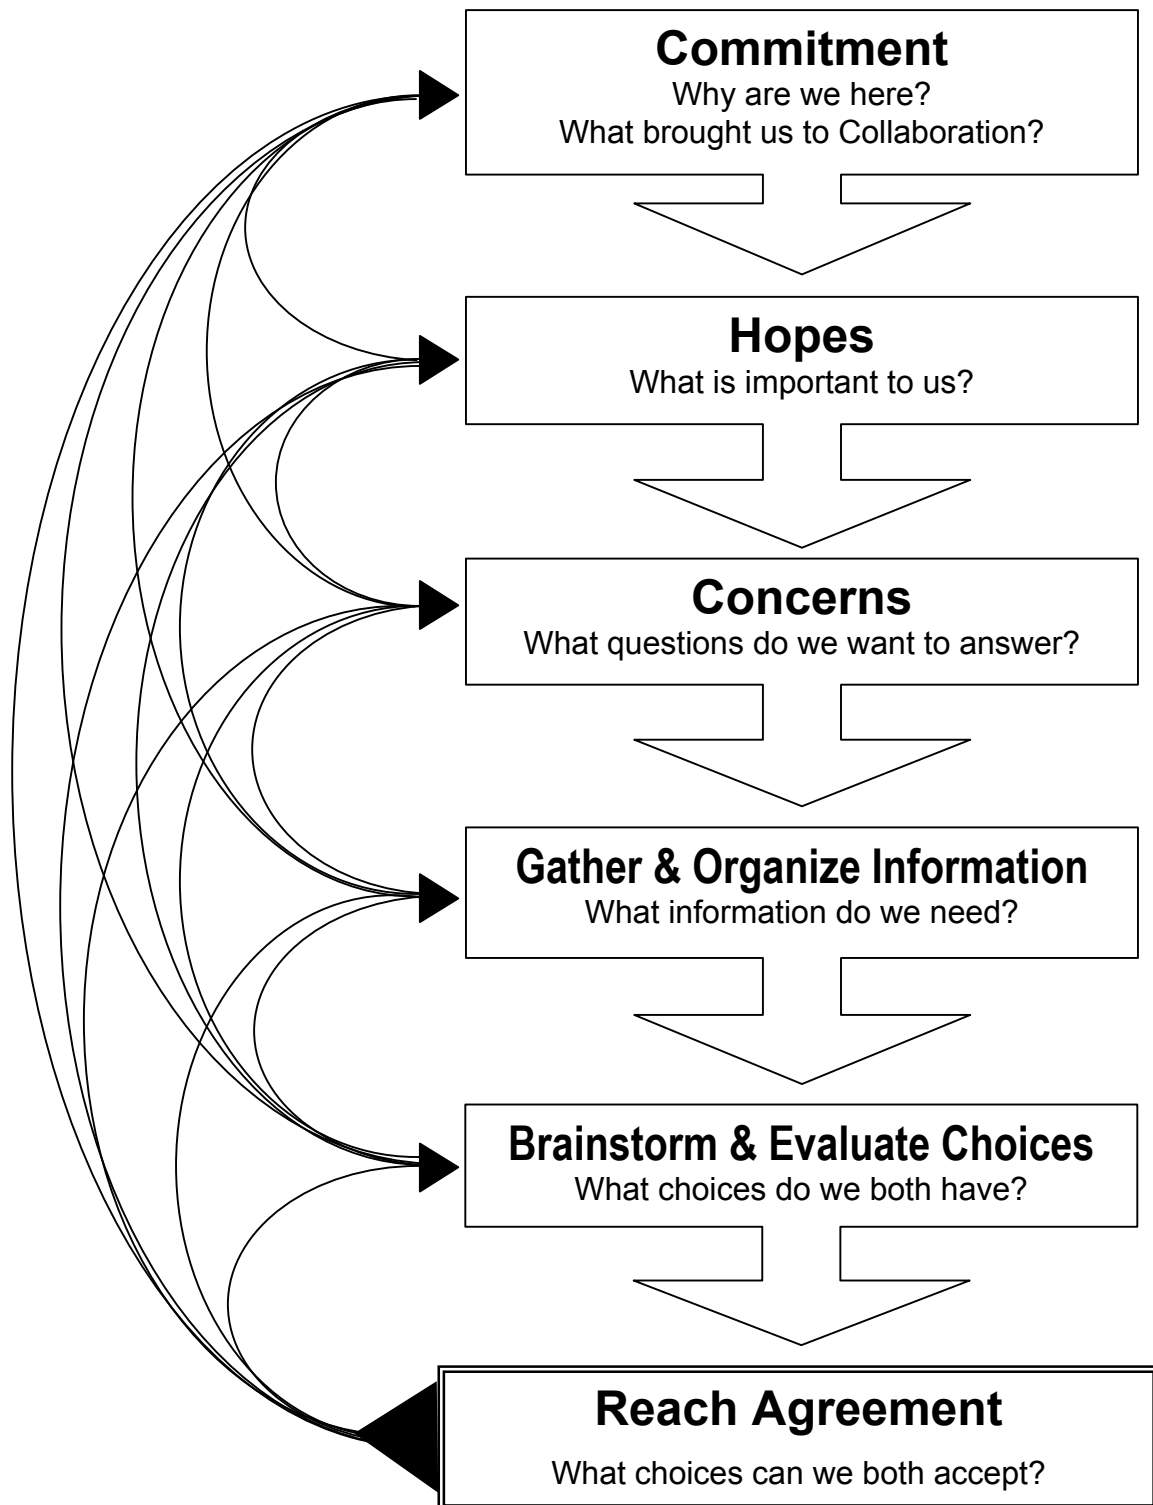 Commitment
Why are we here?
What brought us to Collaboration?
Hopes
What is important to us?
Concerns
What questions do we want to answer?
Gather & Organize Information
What information do we need?
Brainstorm & Evaluate Choices
What choices do we both have?
Reach Agreement
What choices can we both accept?